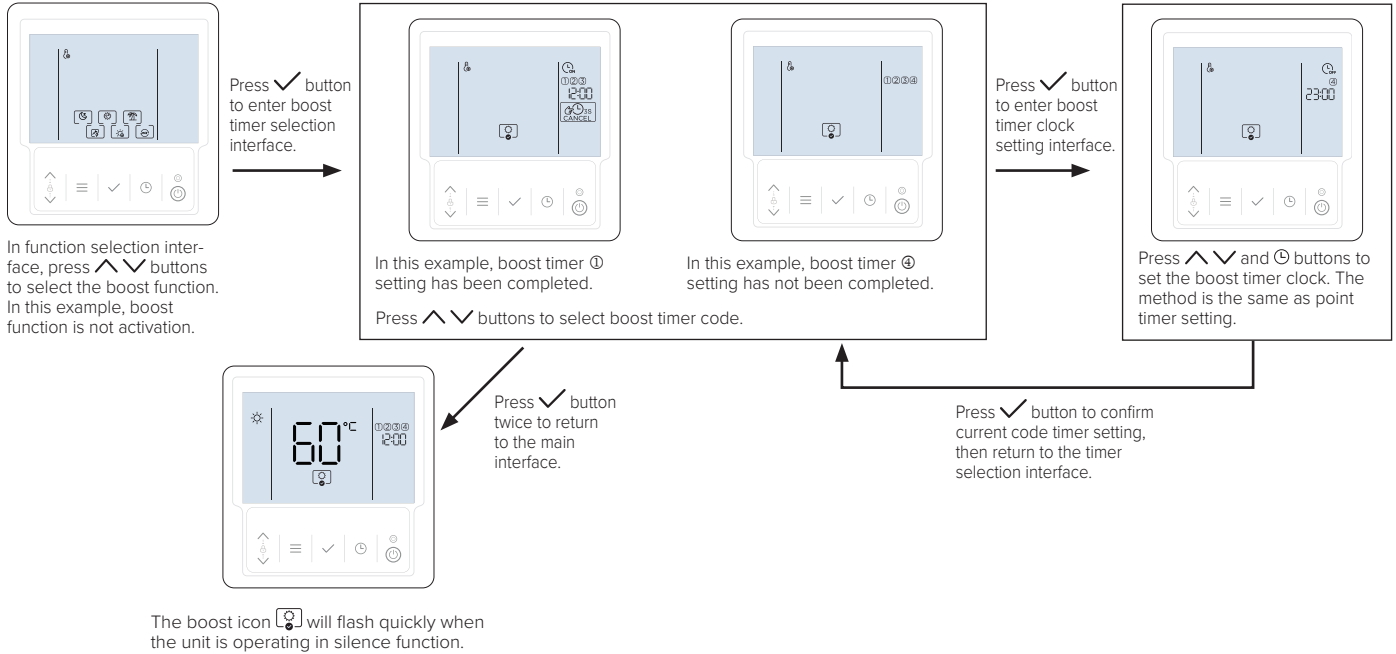 Press ✓ button
to enter boost
timer selection
interface.
ON
①②③
12:00
3S
CANCEL
①②③④
Press ✓ button
to enter boost
timer clock
setting interface.
OFF
④
23:00
In function selection inter-
face, press ∧ ∨ buttons
to select the boost function.
In this example, boost
function is not activation.
In this example, boost timer ①
setting has been completed.
In this example, boost timer ④
setting has not been completed.
Press ∧ ∨ buttons to select boost timer code.
Press ∧ ∨ and buttons to
set the boost timer clock. The
method is the same as point
timer setting.
60°C
①②③④
12:00
Press ✓ button
twice to return
to the main
interface.
Press ✓ button to confirm
current code timer setting,
then return to the timer
selection interface.
The boost icon will flash quickly when
the unit is operating in silence function.